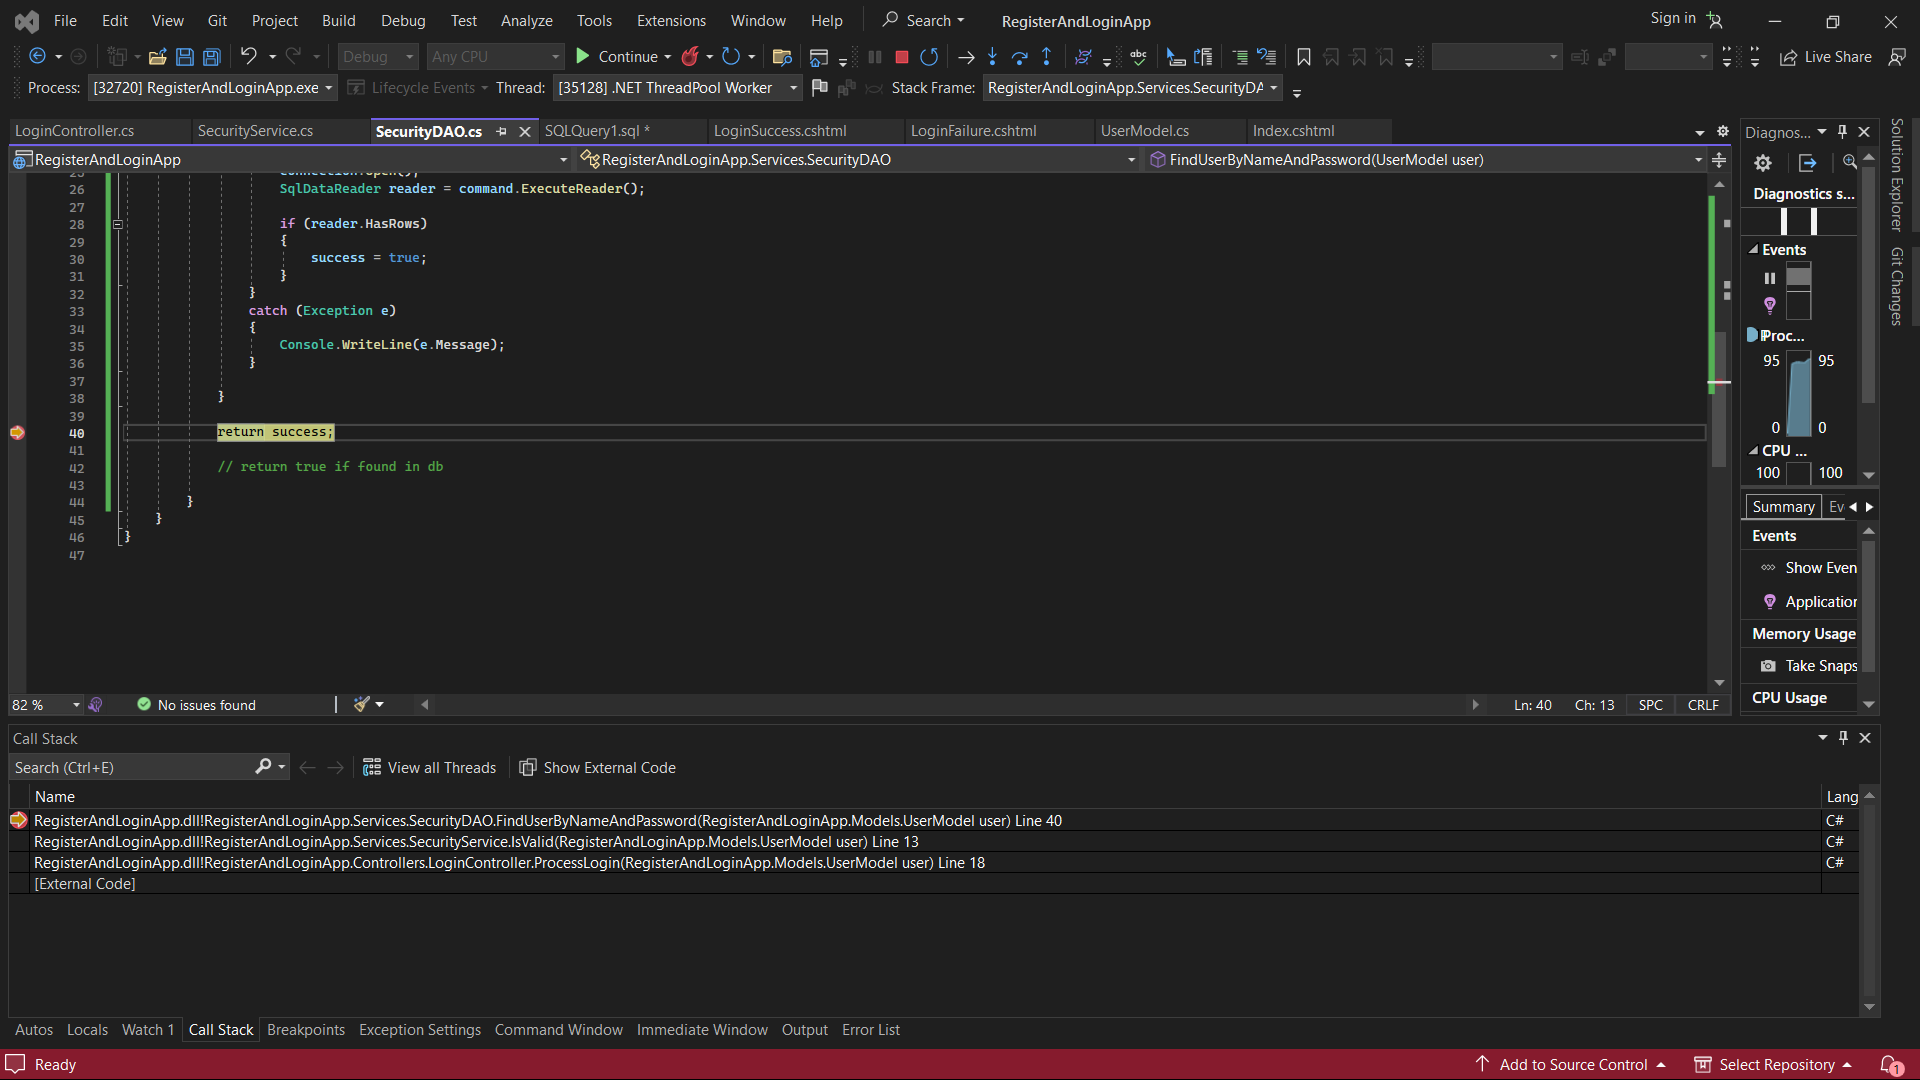 File Edit View Git Project Build Debug Test Analyze Tools Extensions Window Help Search RegisterAndLoginApp Sign in
Debug Any CPU Continue Live Share
Process: [32720] RegisterAndLoginApp.exe Lifecycle Events Thread: [35128] .NET ThreadPool Worker Stack Frame: RegisterAndLoginApp.Services.SecurityDA
LoginController.cs SecurityService.cs SecurityDAO.cs SQLQuery1.sql * LoginSuccess.cshtml LoginFailure.cshtml UserModel.cs Index.cshtml
RegisterAndLoginApp RegisterAndLoginApp.Services.SecurityDAO FindUserByNameAndPassword(UserModel user)
25 connection.Open();
26 SqlDataReader reader = command.ExecuteReader();
27
28 if (reader.HasRows)
29 {
30 success = true;
31 }
32 }
33 catch (Exception e)
34 {
35 Console.WriteLine(e.Message);
36 }
37
38 }
39
40 return success;
41
42 // return true if found in db
43
44 }
45 }
46 }
47
82 % No issues found Ln: 40 Ch: 13 SPC CRLF
Diagnos...
Diagnostics s...
Events
Proc...
95 95
0 0
CPU ...
100 100
Summary Ev
Events
Show Even
Application
Memory Usage
Take Snaps
CPU Usage
Solution Explorer
Git Changes
Call Stack
Search (Ctrl+E) View all Threads Show External Code
Name Lang
RegisterAndLoginApp.dll!RegisterAndLoginApp.Services.SecurityDAO.FindUserByNameAndPassword(RegisterAndLoginApp.Models.UserModel user) Line 40 C#
RegisterAndLoginApp.dll!RegisterAndLoginApp.Services.SecurityService.IsValid(RegisterAndLoginApp.Models.UserModel user) Line 13 C#
RegisterAndLoginApp.dll!RegisterAndLoginApp.Controllers.LoginController.ProcessLogin(RegisterAndLoginApp.Models.UserModel user) Line 18 C#
[External Code]
Autos Locals Watch 1 Call Stack Breakpoints Exception Settings Command Window Immediate Window Output Error List
Ready Add to Source Control Select Repository 1